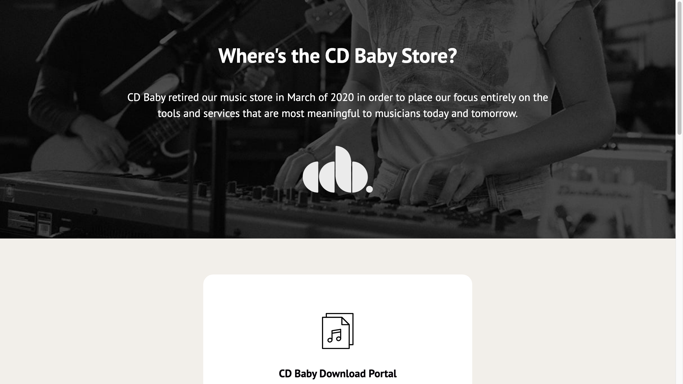 Where's the CD Baby Store?
CD Baby retired our music store in March of 2020 in order to place our focus entirely on the
tools and services that are most meaningful to musicians today and tomorrow.
cdb.
CD Baby Download Portal